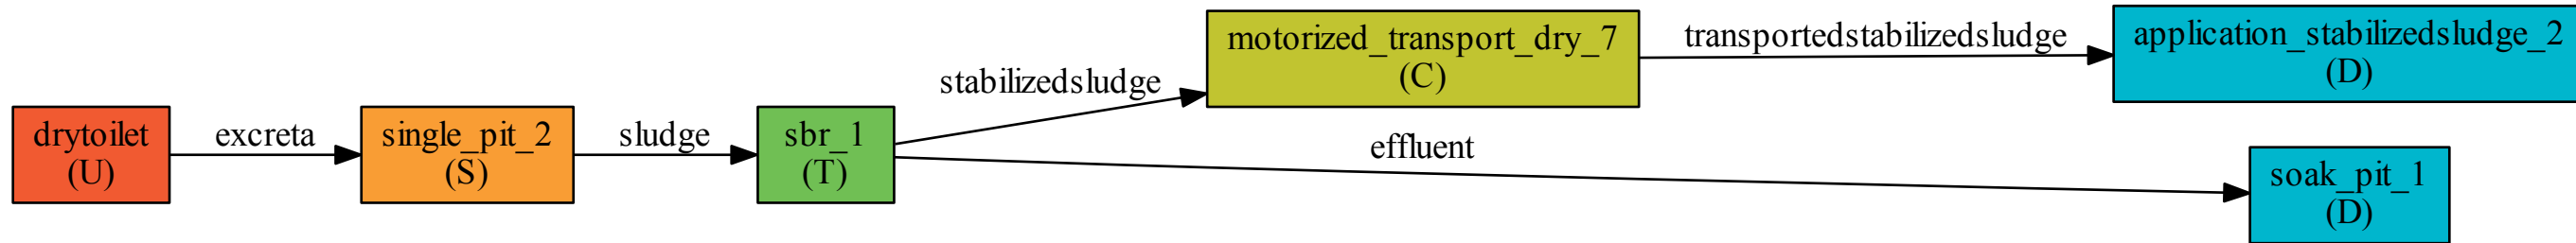 drytoilet
(U)
excreta
single_pit_2
(S)
sludge
sbr_1
(T)
stabilizedsludge
motorized_transport_dry_7
(C)
transportedstabilizedsludge
application_stabilizedsludge_2
(D)
effluent
soak_pit_1
(D)